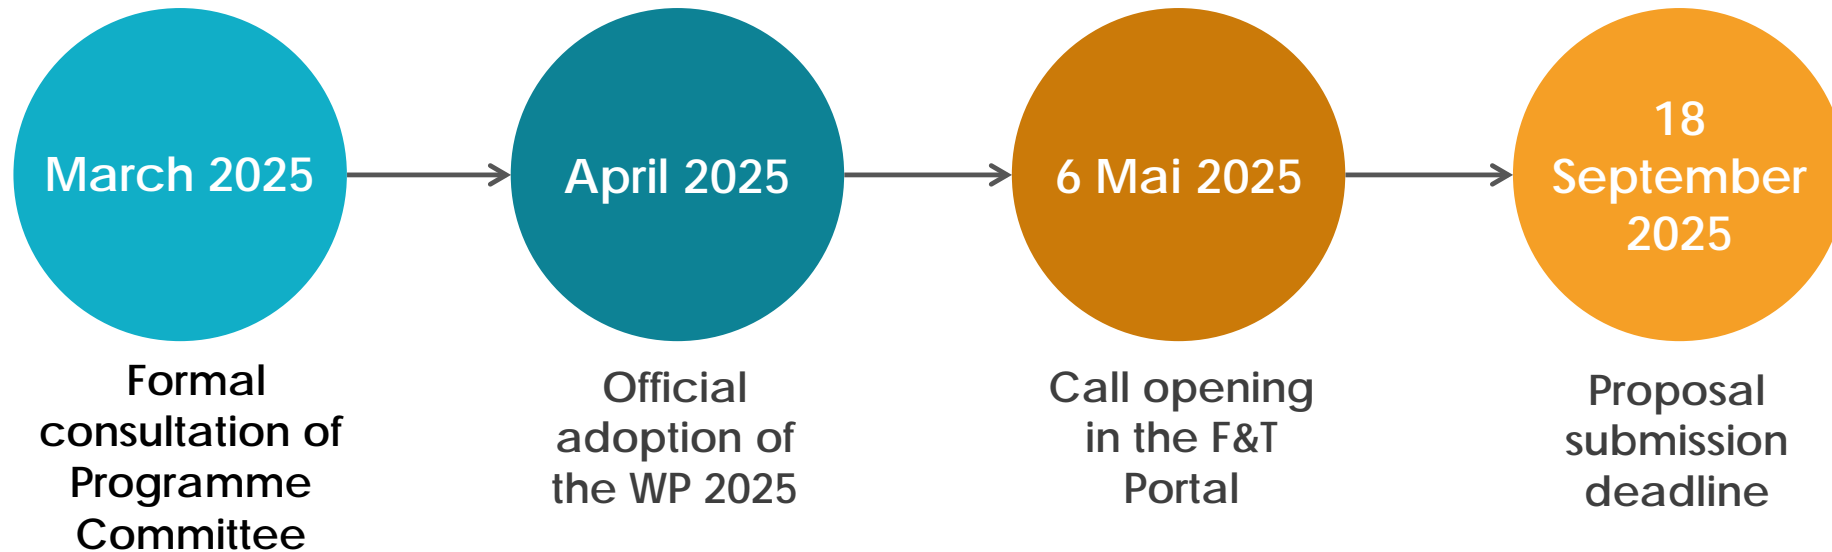 March 2025
Formal
consultation of
Programme
Committee
April 2025
Official
adoption of
the WP 2025
6 Mai 2025
Call opening
in the F&T
Portal
18
September
2025
Proposal
submission
deadline